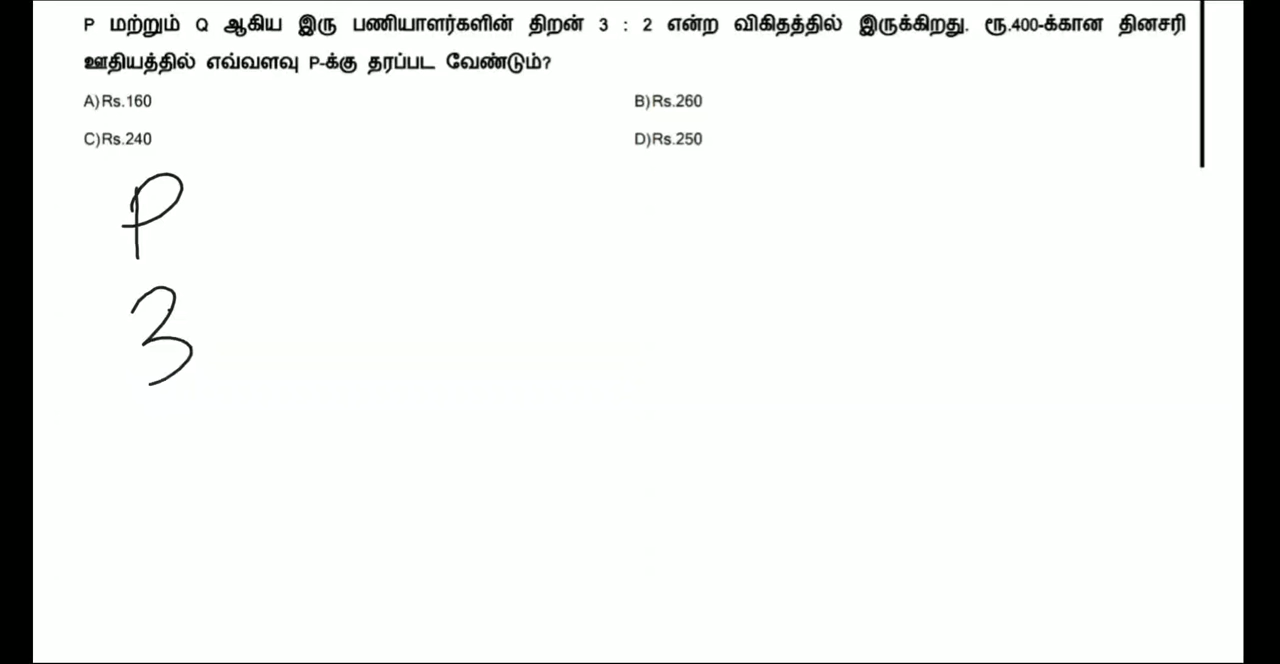 P மற்றும் Q ஆகிய இரு பணியாளர்களின் திறன் 3 : 2 என்ற விகிதத்தில் இருக்கிறது. ரூ.400-க்கான தினசரி
ஊதியத்தில் எவ்வளவு P-க்கு தரப்பட வேண்டும்?
A)Rs.160 B)Rs.260
C)Rs.240 D)Rs.250
P
3